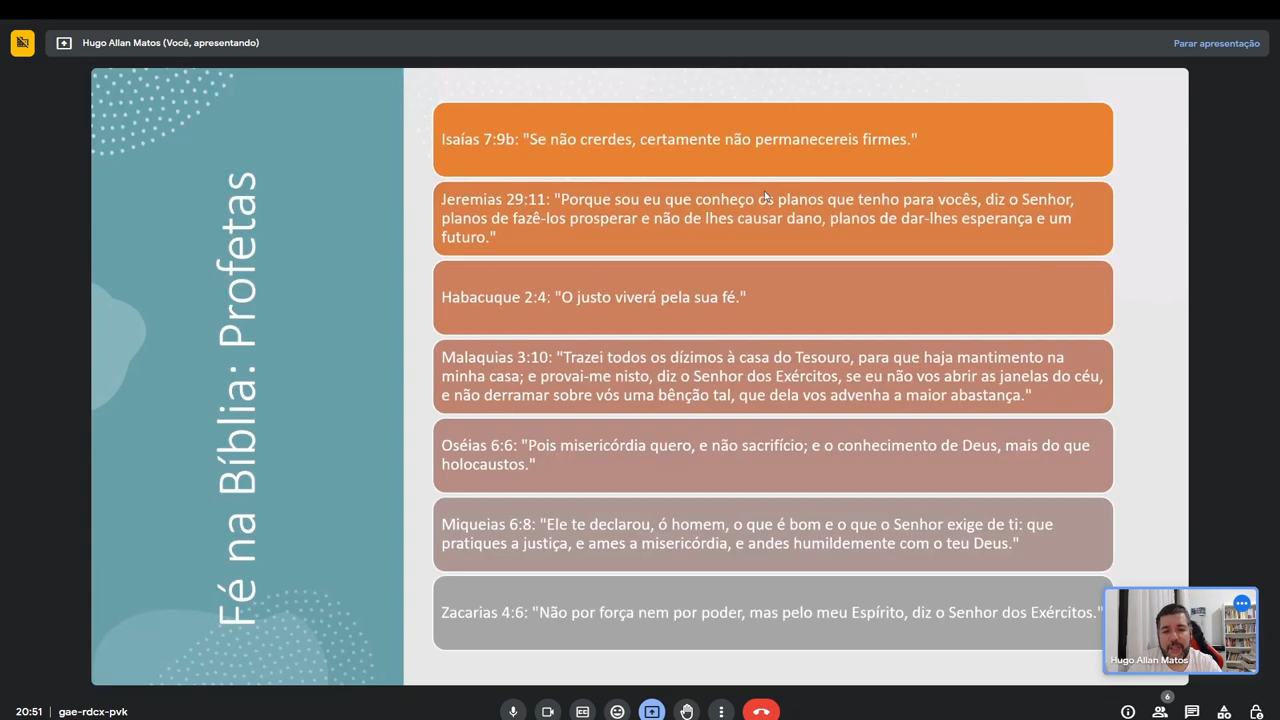 Hugo Allan Matos (Você, apresentando)
Parar apresentação
Fé na Bíblia: Profetas
Isaías 7:9b: "Se não crerdes, certamente não permanecereis firmes."
Jeremias 29:11: "Porque sou eu que conheço os planos que tenho para vocês, diz o Senhor,
planos de fazê-los prosperar e não de lhes causar dano, planos de dar-lhes esperança e um
futuro."
Habacuque 2:4: "O justo viverá pela sua fé."
Malaquias 3:10: "Trazei todos os dízimos à casa do Tesouro, para que haja mantimento na
minha casa; e provai-me nisto, diz o Senhor dos Exércitos, se eu não vos abrir as janelas do céu,
e não derramar sobre vós uma bênção tal, que dela vos advenha a maior abastança."
Oséias 6:6: "Pois misericórdia quero, e não sacrifício; e o conhecimento de Deus, mais do que
holocaustos."
Miqueias 6:8: "Ele te declarou, ó homem, o que é bom e o que o Senhor exige de ti: que
pratiques a justiça, e ames a misericórdia, e andes humildemente com o teu Deus."
Zacarias 4:6: "Não por força nem por poder, mas pelo meu Espírito, diz o Senhor dos Exércitos."
Hugo Allan Matos
20:51 | gae-rdcx-pvk
6